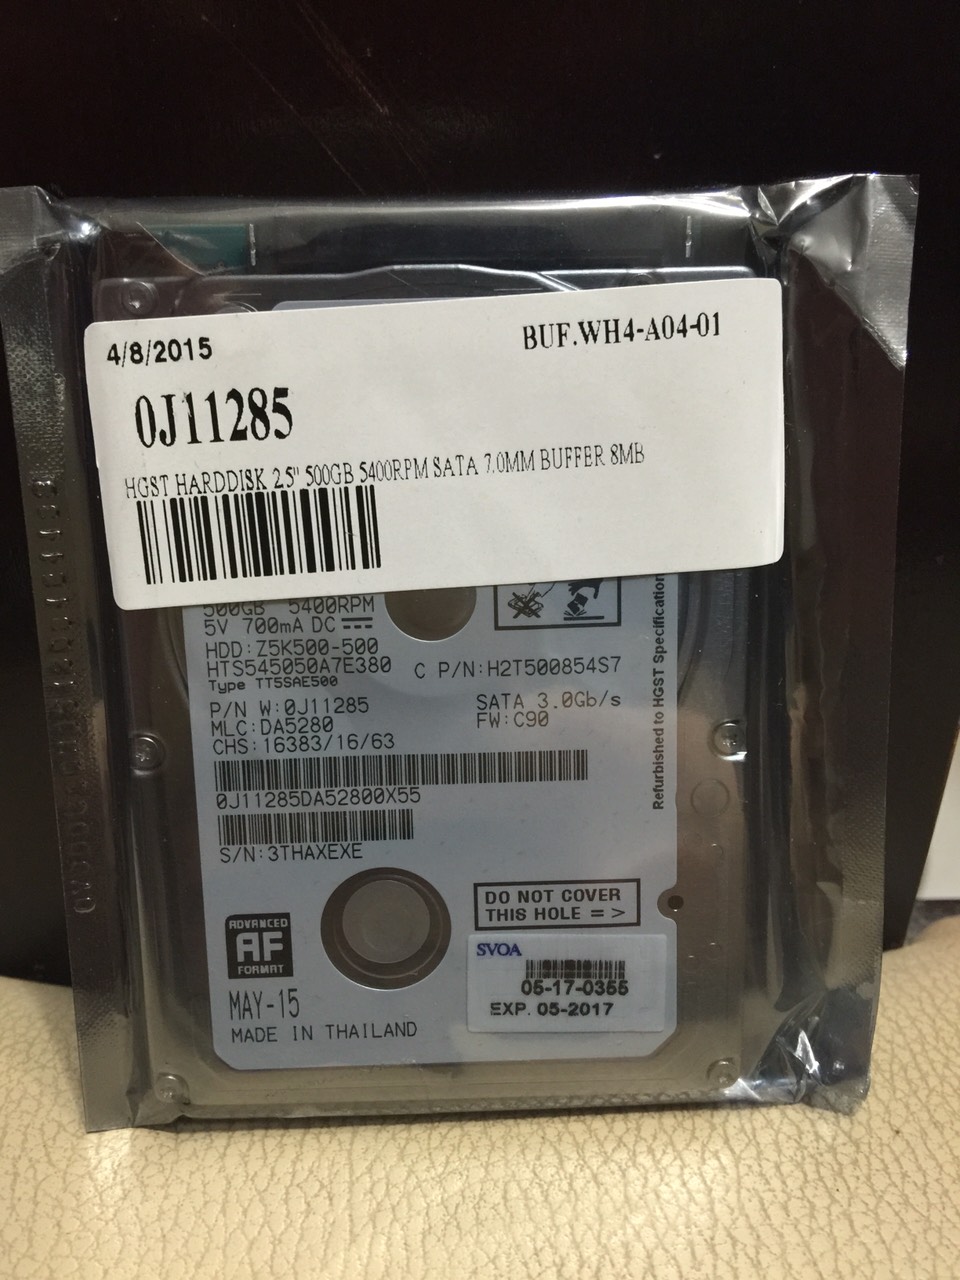 4/8/2015
BUF.WH4-A04-01
0J11285
HGST HARDDISK 2.5" 500GB 5400RPM SATA 7.0MM BUFFER 8MB
500GB 5400RPM
5V 700mA DC
HDD:Z5K500-500
HTS545050A7E380
C P/N:H2T500854S7
Type TT5SAE500
P/N W:0J11285
SATA 3.0Gb/s
MLC:DA5280
FW:C90
CHS:16383/16/63
0J11285DA52800X55
S/N:3THAXEXE
Refurbished to HGST Specification
DO NOT COVER
THIS HOLE =>
ADVANCED
AF
FORMAT
SVOA
05-17-0355
EXP. 05-2017
MAY-15
MADE IN THAILAND